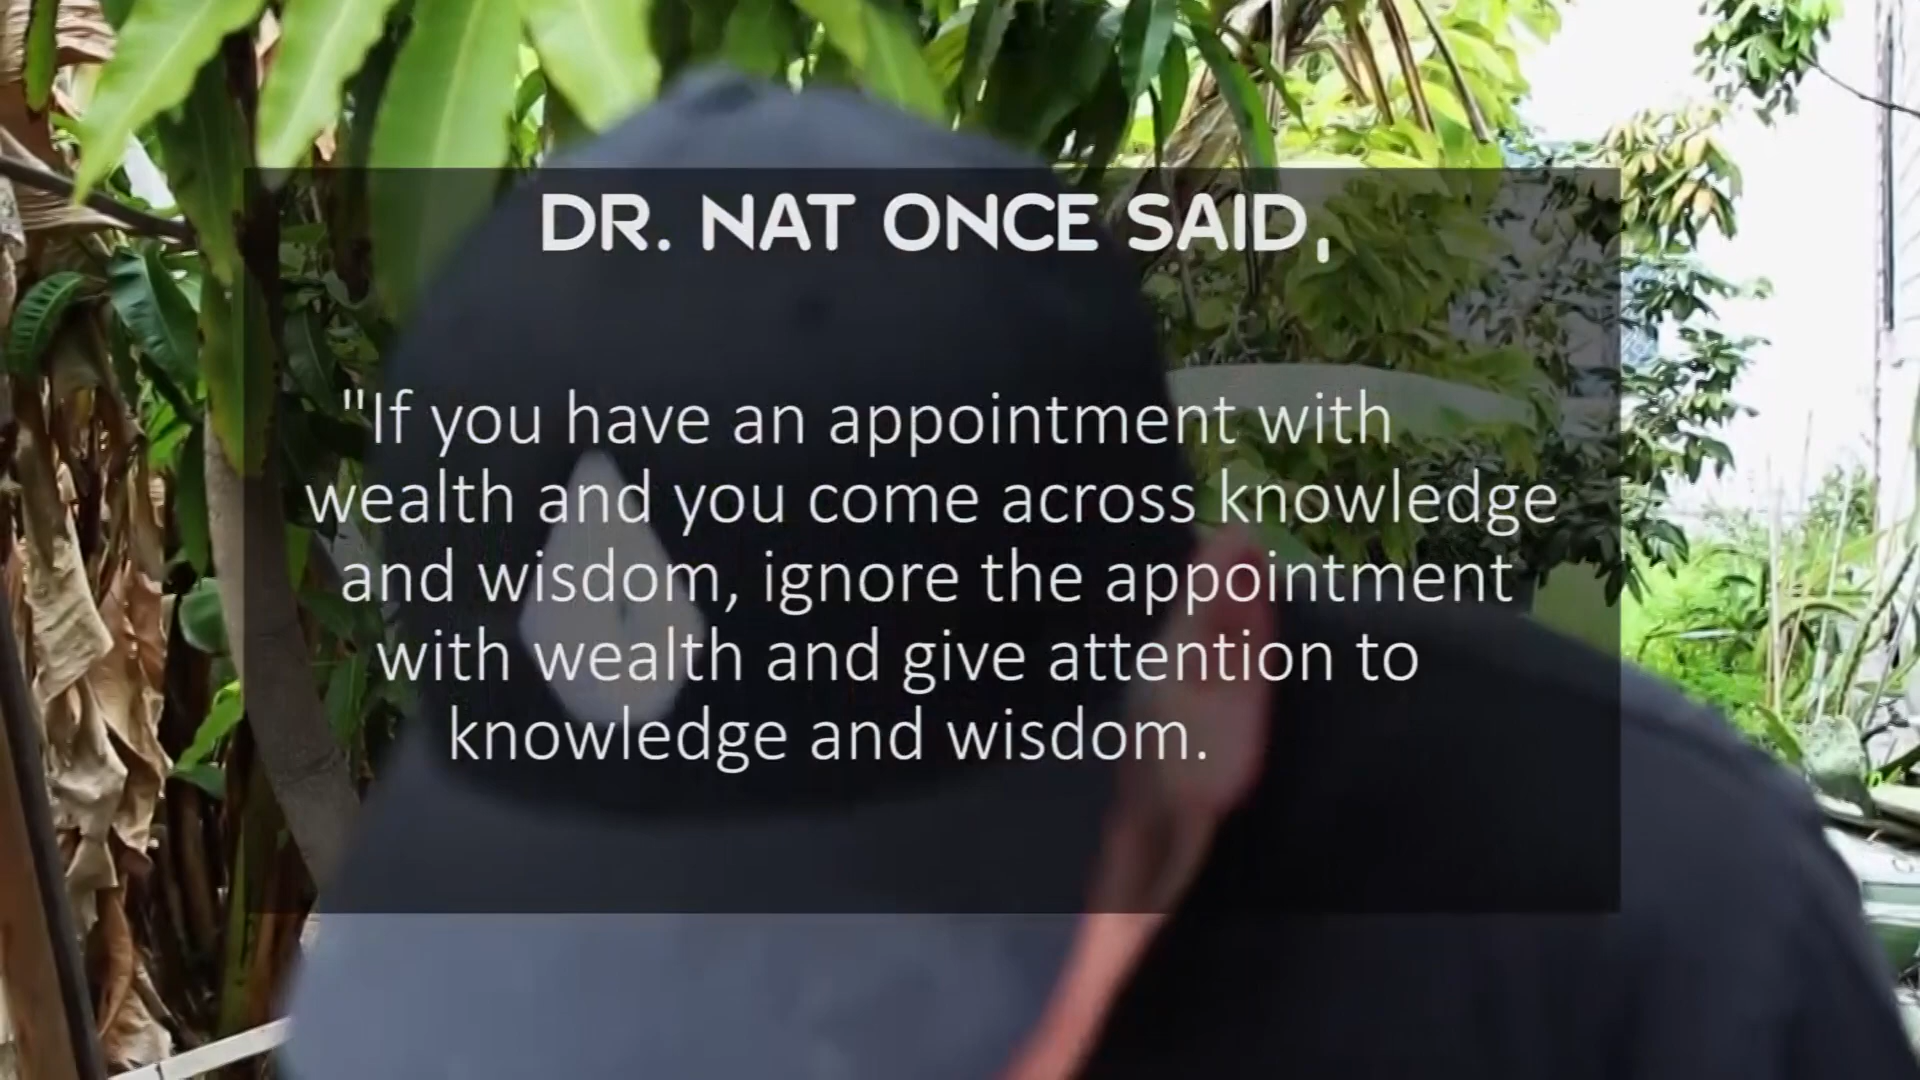 DR. NAT ONCE SAID,
"If you have an appointment with
wealth and you come across knowledge
and wisdom, ignore the appointment
with wealth and give attention to
knowledge and wisdom.